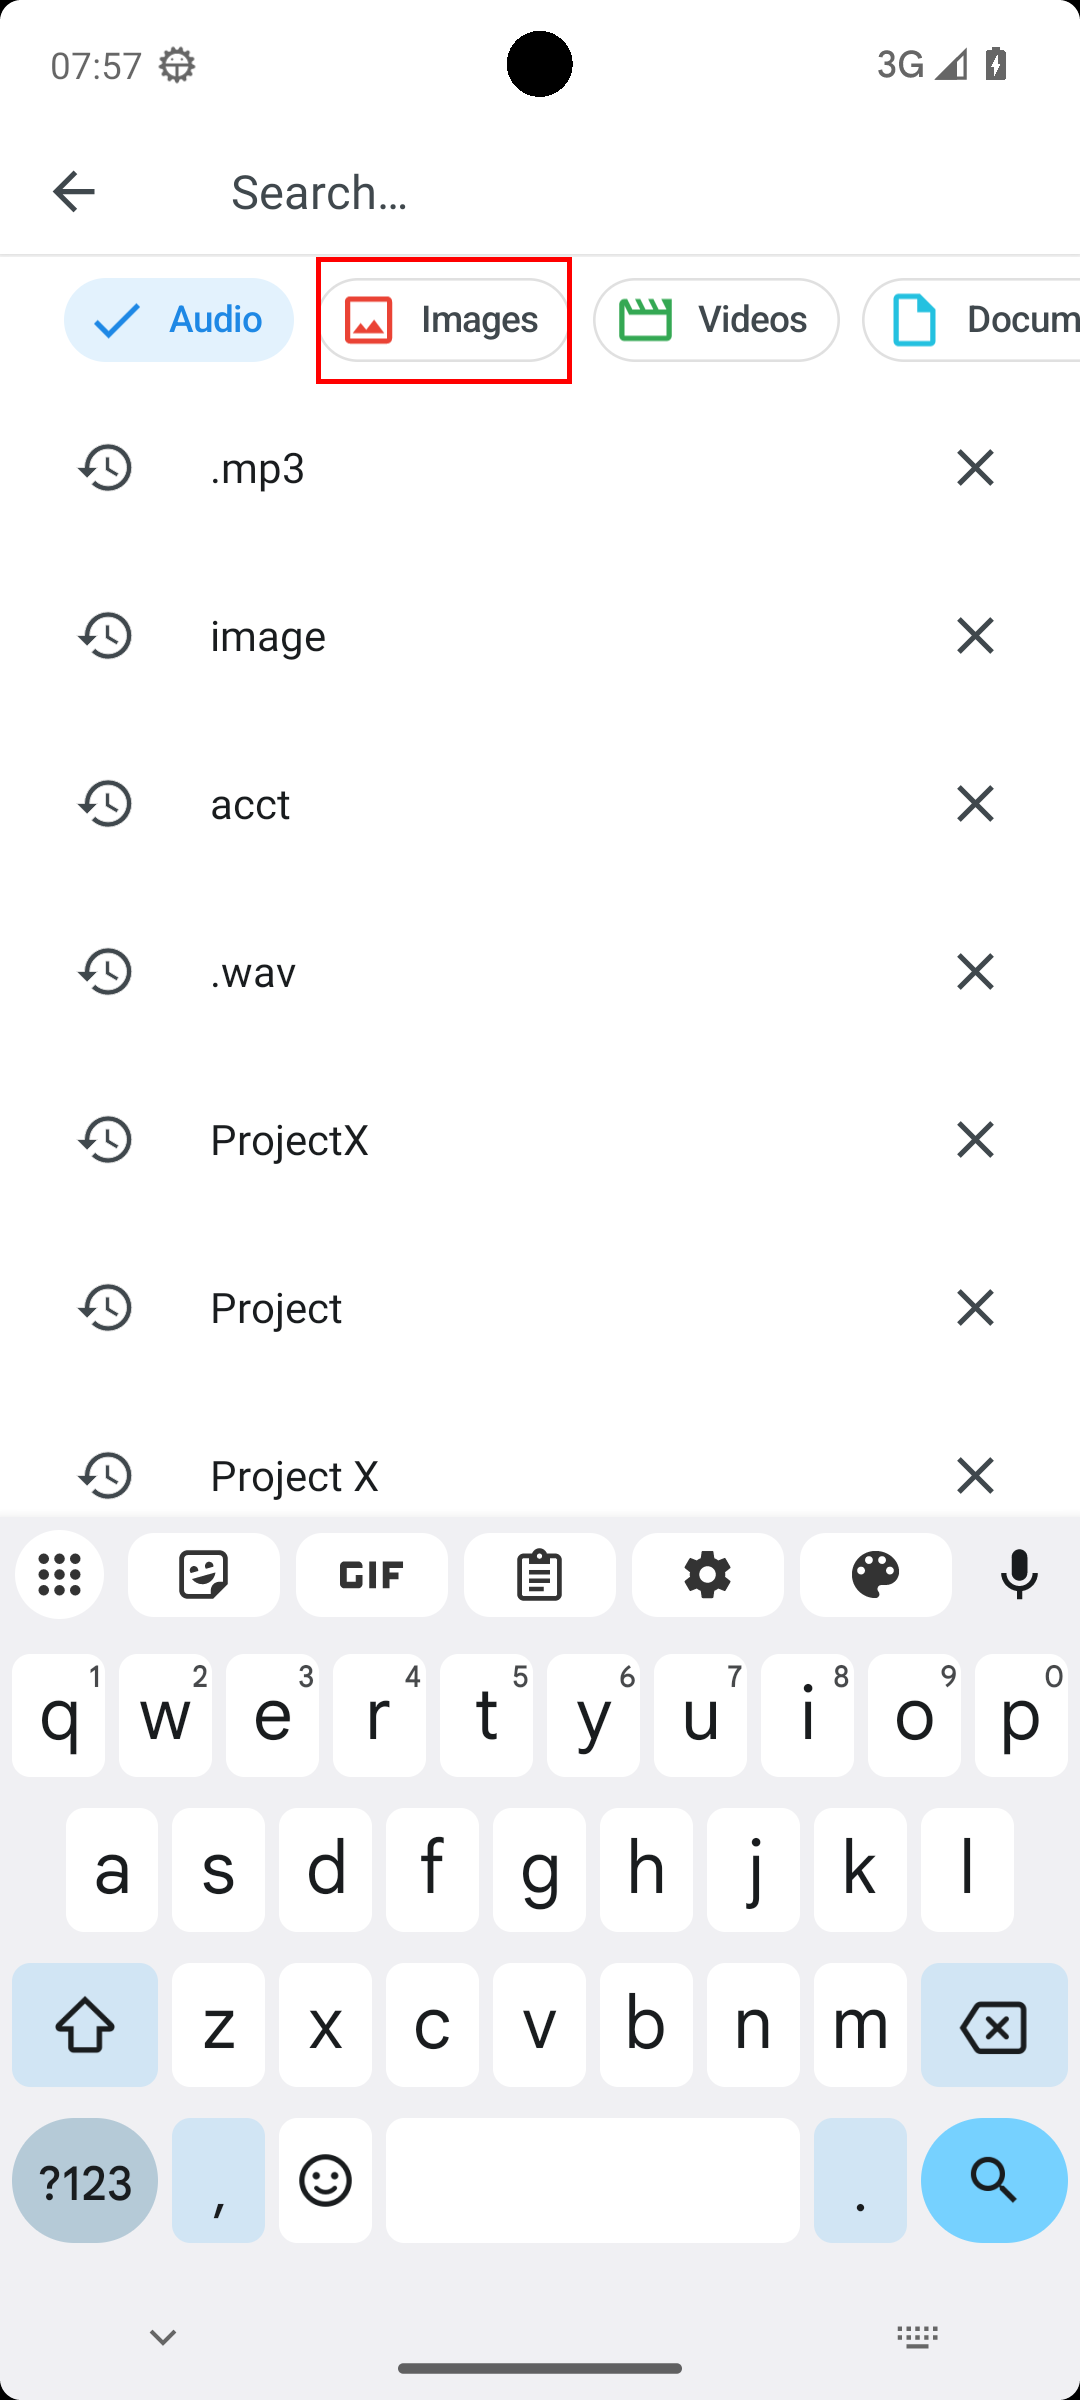 07:57
3G
Search…
Audio Images Videos Docum
.mp3
image
acct
.wav
ProjectX
Project
Project X
GIF
q1 w2 e3 r4 t5 y6 u7 i8 o9 p0
a s d f g h j k l
z x c v b n m
?123 , .